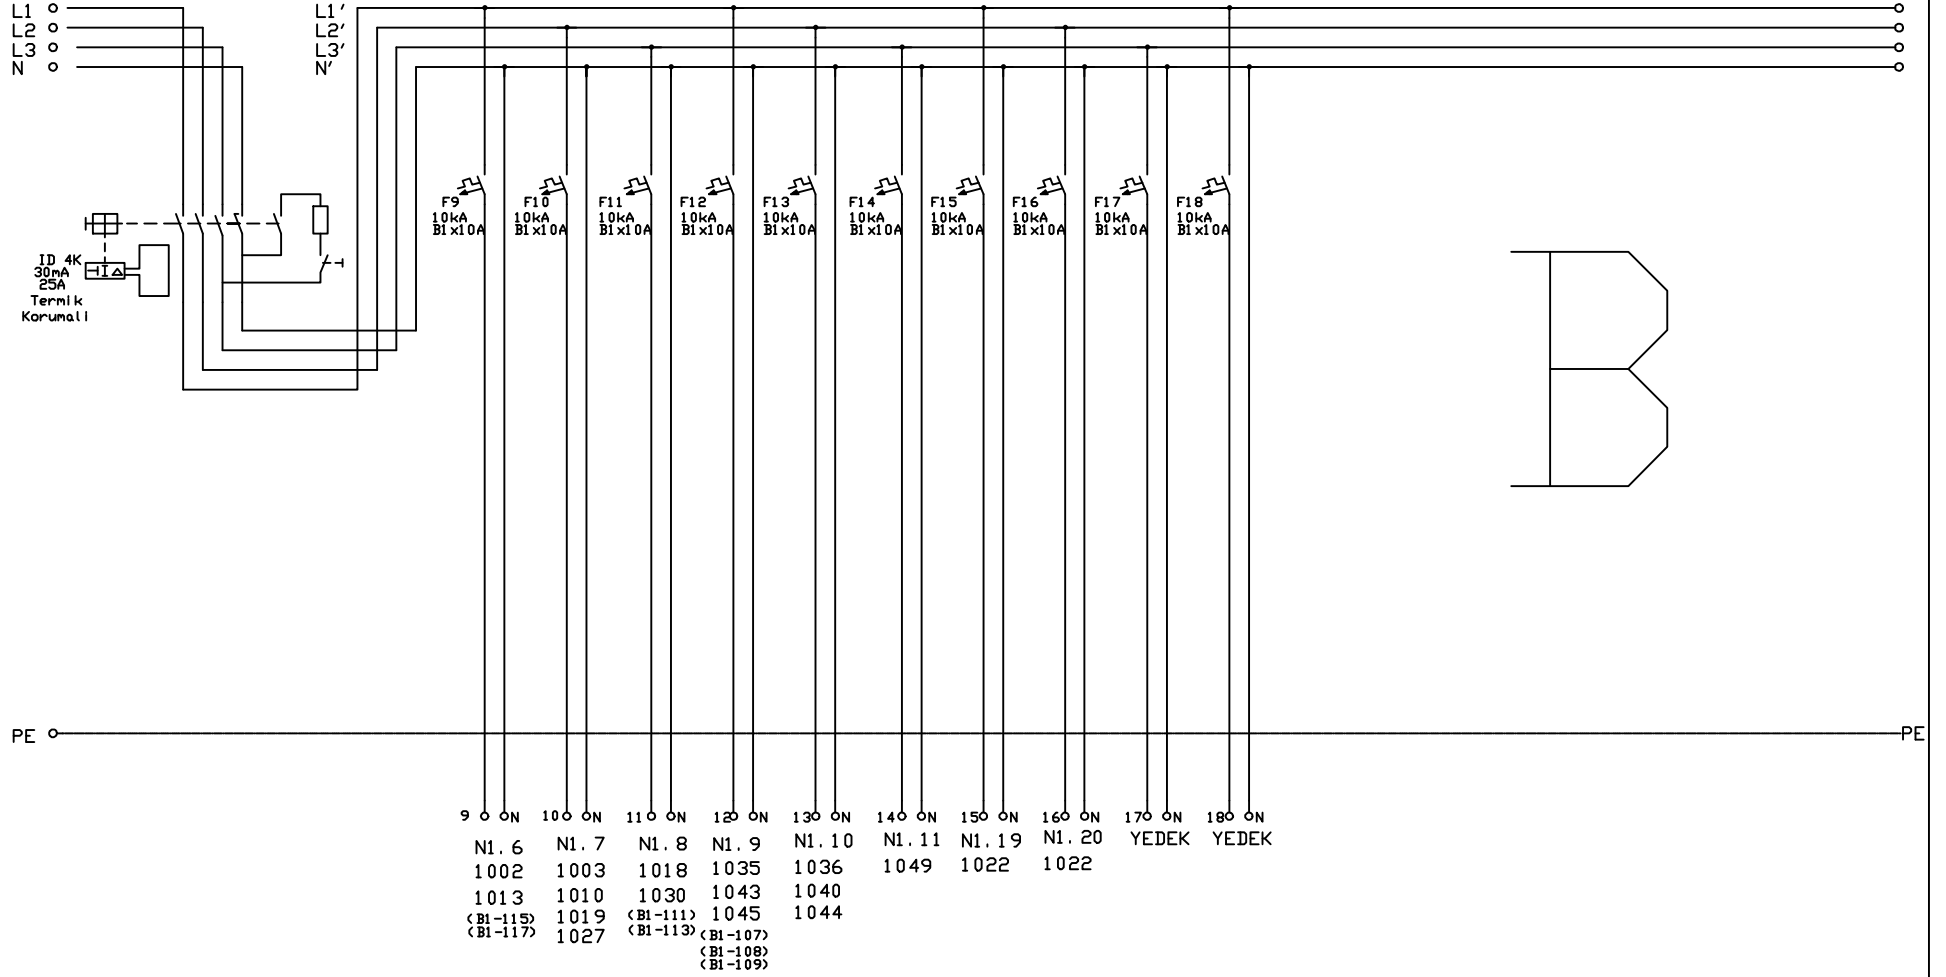 L1 L1'
L2 L2'
L3 L3'
N N'
F9 F10 F11 F12 F13 F14 F15 F16 F17 F18
10kA 10kA 10kA 10kA 10kA 10kA 10kA 10kA 10kA 10kA
B1x10A B1x10A B1x10A B1x10A B1x10A B1x10A B1x10A B1x10A B1x10A B1x10A
ID 4K
30mA
25A
Termik
Korumali
I
B
PE PE
9 N 10 N 11 N 12 N 13 N 14 N 15 N 16 N 17 N 18 N
N1.6 N1.7 N1.8 N1.9 N1.10 N1.11 N1.19 N1.20 YEDEK YEDEK
1002 1003 1018 1035 1036 1049 1022 1022
1013 1010 1030 1043 1040
(B1-115) 1019 (B1-111) 1045 1044
(B1-117) 1027 (B1-113) (B1-107)
(B1-108)
(B1-109)